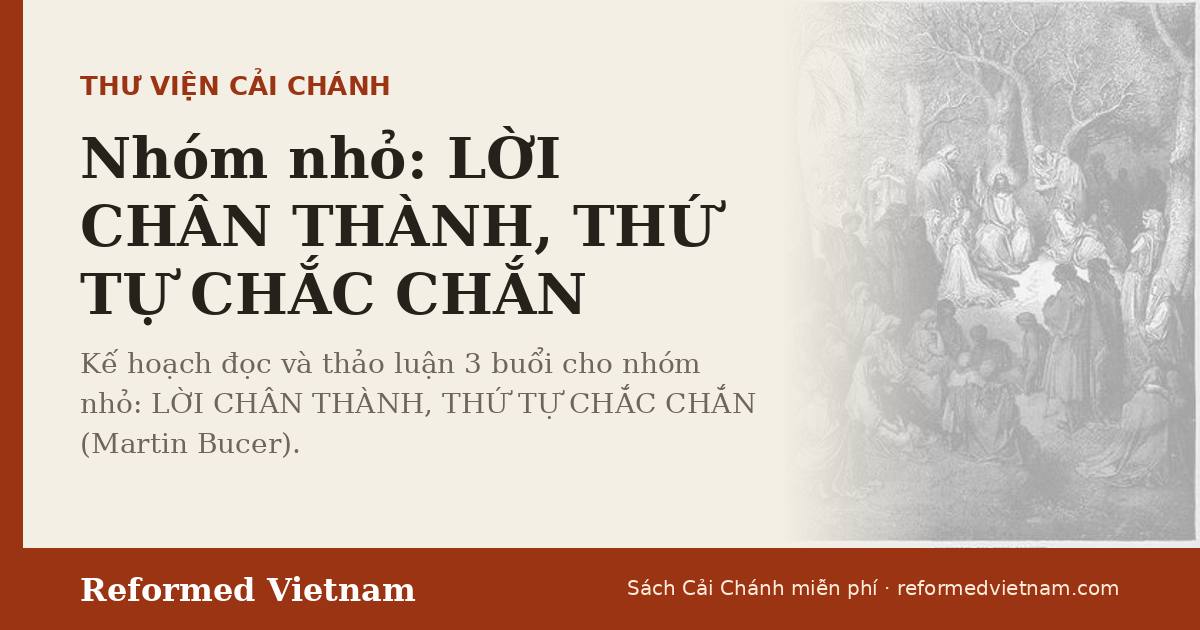 THƯ VIỆN CẢI CHÁNH
Nhóm nhỏ: LỜI
CHÂN THÀNH, THỨ
TỰ CHẮC CHẮN
Kế hoạch đọc và thảo luận 3 buổi cho nhóm
nhỏ: LỜI CHÂN THÀNH, THỨ TỰ CHẮC CHẮN
(Martin Bucer).
Reformed Vietnam
Sách Cải Chánh miễn phí · reformedvietnam.com